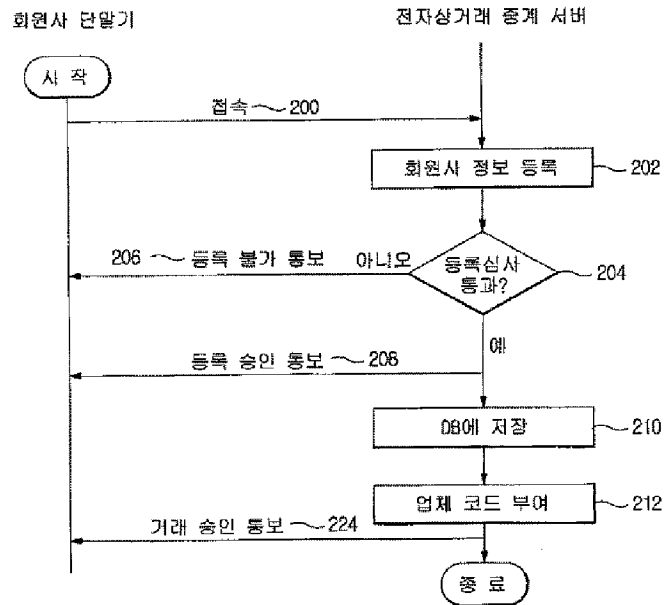 회원사 단말기
전자상거래 중계 서버
시 작
접속 200
회원사 정보 등록 202
206 등록 불가 통보 아니오
등록심사
통과?
204
예
등록 승인 통보 208
DB에 저장 210
업체 코드 부여 212
거래 승인 통보 224
종 료